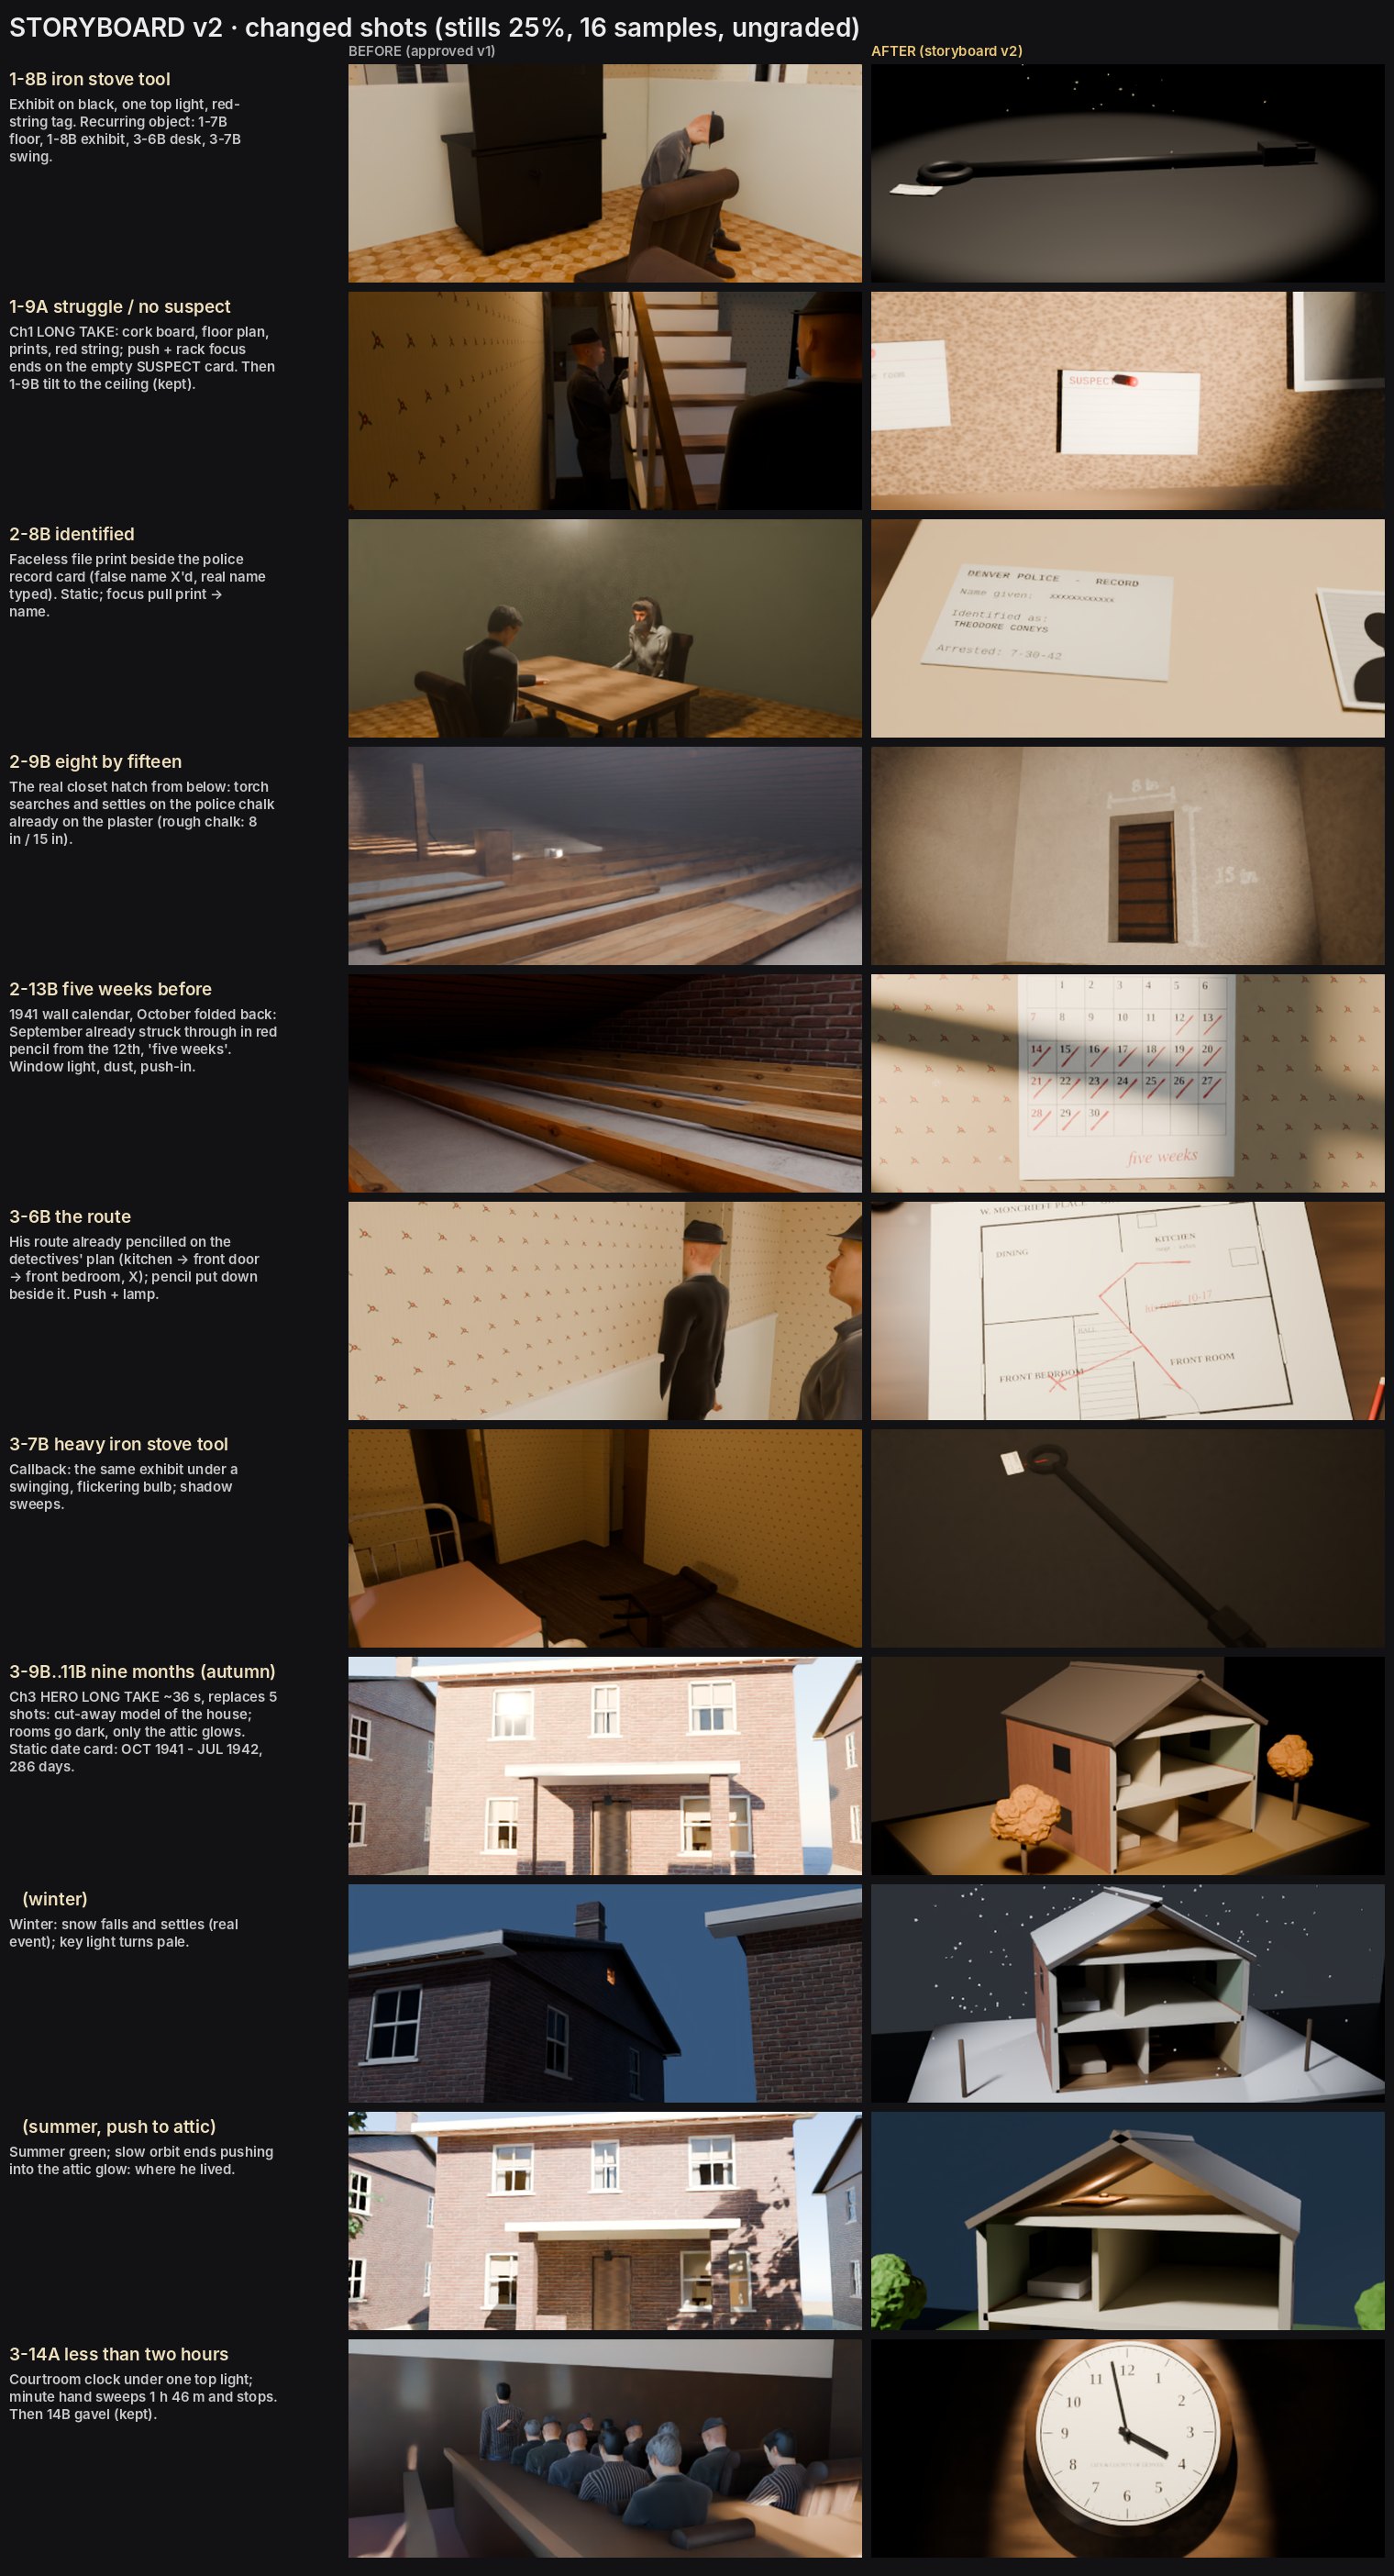 STORYBOARD v2 · changed shots (stills 25%, 16 samples, ungraded)
BEFORE (approved v1)
AFTER (storyboard v2)
1-8B iron stove tool
Exhibit on black, one top light, red-
string tag. Recurring object: 1-7B
floor, 1-8B exhibit, 3-6B desk, 3-7B
swing.
1-9A struggle / no suspect
Ch1 LONG TAKE: cork board, floor plan,
prints, red string; push + rack focus
ends on the empty SUSPECT card. Then
1-9B tilt to the ceiling (kept).
ROOM
SUSPECT
2-8B identified
Faceless file print beside the police
record card (false name X'd, real name
typed). Static; focus pull print →
name.
DENVER POLICE - RECORD
Name given: xxxxxxxxxxxx
Identified as:
THEODORE CONEYS
Arrested: 7-30-42
2-9B eight by fifteen
The real closet hatch from below: torch
searches and settles on the police chalk
already on the plaster (rough chalk: 8
in / 15 in).
8 in
15 in
2-13B five weeks before
1941 wall calendar, October folded back:
September already struck through in red
pencil from the 12th, 'five weeks'.
Window light, dust, push-in.
1 2 3 4 5 6
7 8 9 10 11 12 13
14 15 16 17 18 19 20
21 22 23 24 25 26 27
28 29 30
five weeks
3-6B the route
His route already pencilled on the
detectives' plan (kitchen → front door
→ front bedroom, X); pencil put down
beside it. Push + lamp.
W. MONCRIEFF PLACE
DINING
KITCHEN
his route 10-17
HALL
FRONT BEDROOM
FRONT ROOM
3-7B heavy iron stove tool
Callback: the same exhibit under a
swinging, flickering bulb; shadow
sweeps.
3-9B..11B nine months (autumn)
Ch3 HERO LONG TAKE ~36 s, replaces 5
shots: cut-away model of the house;
rooms go dark, only the attic glows.
Static date card: OCT 1941 - JUL 1942,
286 days.
(winter)
Winter: snow falls and settles (real
event); key light turns pale.
(summer, push to attic)
Summer green; slow orbit ends pushing
into the attic glow: where he lived.
3-14A less than two hours
Courtroom clock under one top light;
minute hand sweeps 1 h 46 m and stops.
Then 14B gavel (kept).
12
1
2
3
4
5
6
7
8
9
10
11